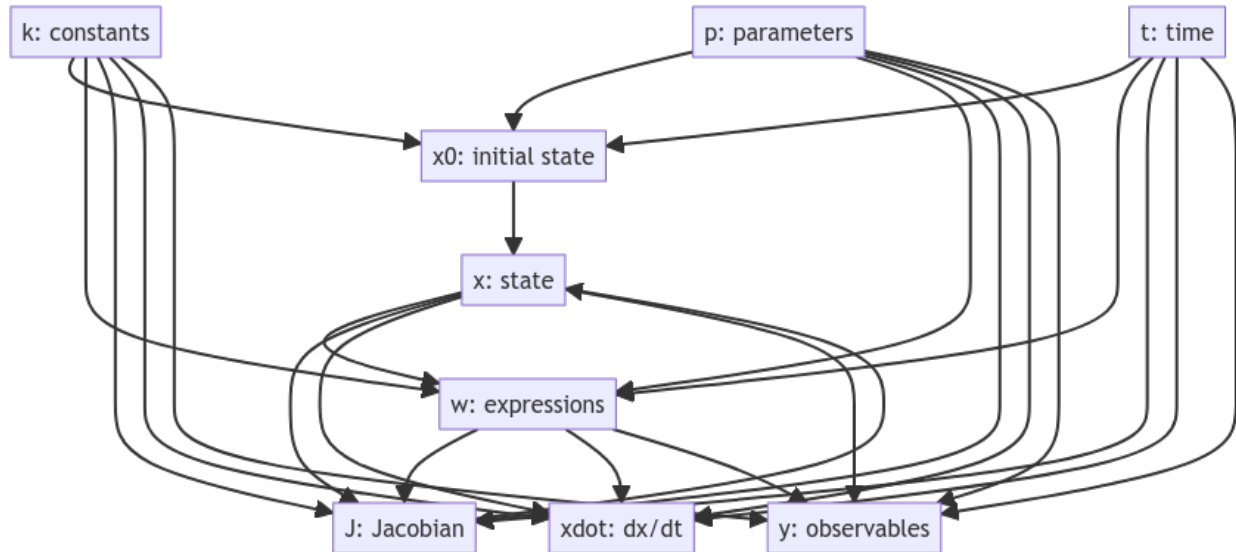 k: constants
p: parameters
t: time
x0: initial state
x: state
w: expressions
J: Jacobian
xdot: dx/dt
y: observables